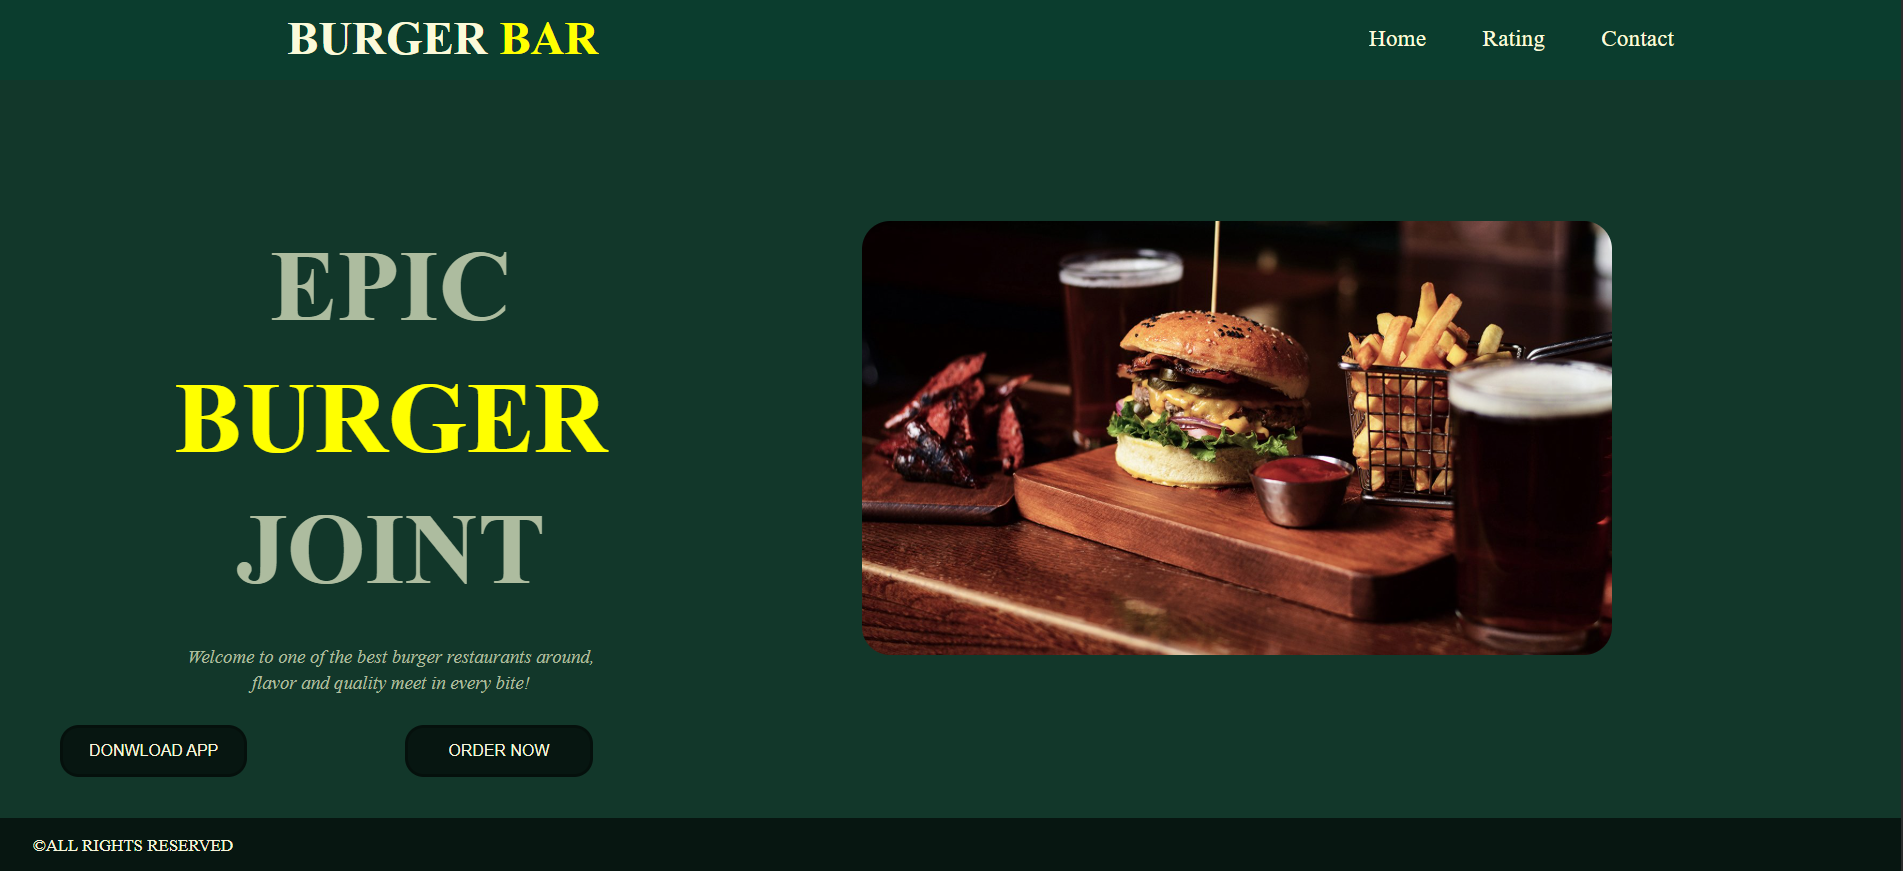 BURGER BAR
Home Rating Contact
EPIC
BURGER
JOINT
Welcome to one of the best burger restaurants around,
flavor and quality meet in every bite!
DONWLOAD APP
ORDER NOW
©ALL RIGHTS RESERVED